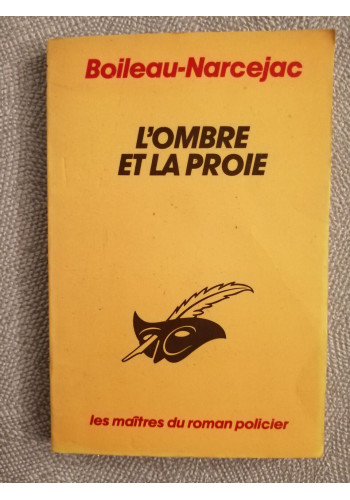 Boileau-Narcejac
L'OMBRE
ET LA PROIE
les maîtres du roman policier